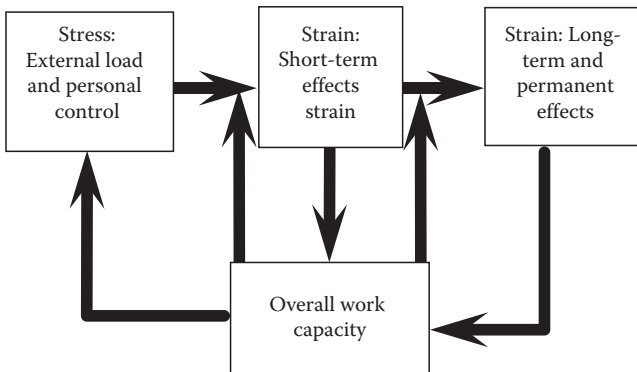 Stress:
External load
and personal
control
Strain:
Short-term
effects
strain
Strain: Long-
term and
permanent
effects
Overall work
capacity